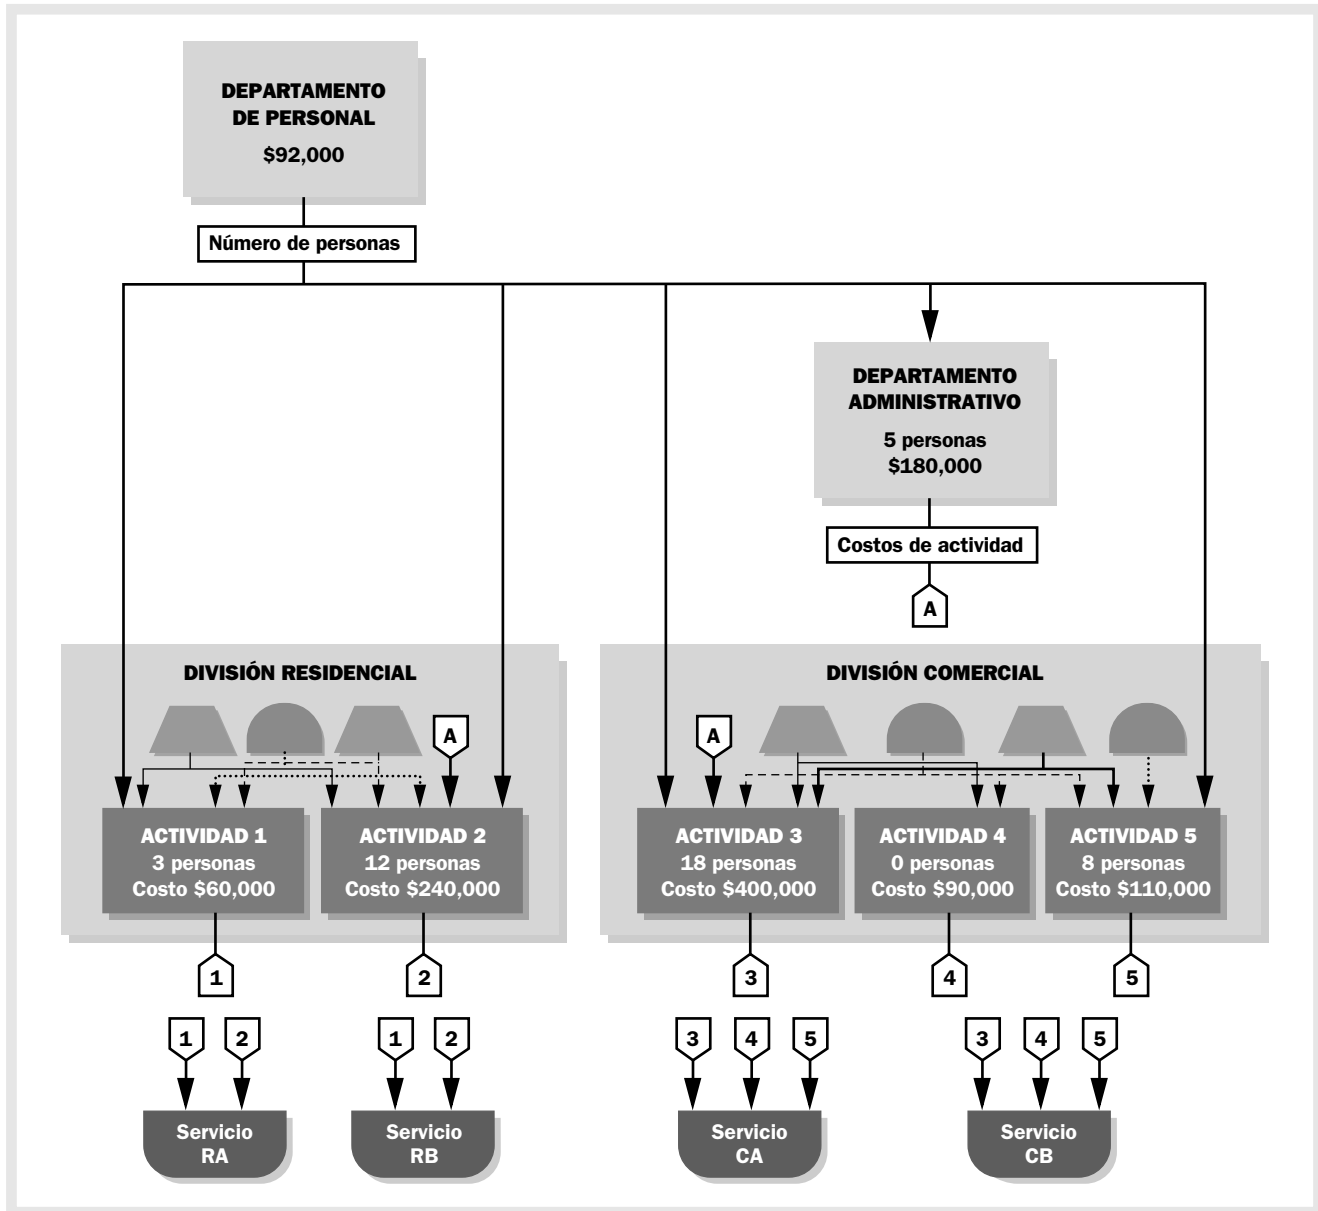 DEPARTAMENTO
DE PERSONAL
$92,000
Número de personas
DEPARTAMENTO
ADMINISTRATIVO
5 personas
$180,000
Costos de actividad
A
DIVISIÓN RESIDENCIAL
A
ACTIVIDAD 1
3 personas
Costo $60,000
ACTIVIDAD 2
12 personas
Costo $240,000
DIVISIÓN COMERCIAL
A
ACTIVIDAD 3
18 personas
Costo $400,000
ACTIVIDAD 4
0 personas
Costo $90,000
ACTIVIDAD 5
8 personas
Costo $110,000
1
2
3
4
5
1 2
1 2
3 4 5
3 4 5
Servicio
RA
Servicio
RB
Servicio
CA
Servicio
CB